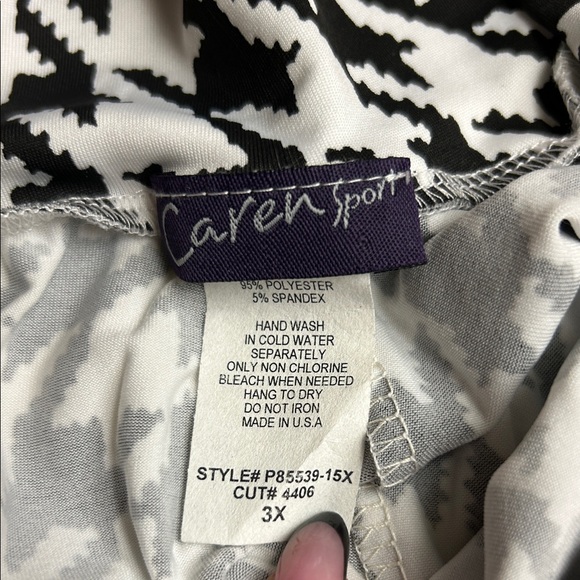 Caren Sport
95% POLYESTER
5% SPANDEX
HAND WASH
IN COLD WATER
SEPARATELY
ONLY NON CHLORINE
BLEACH WHEN NEEDED
HANG TO DRY
DO NOT IRON
MADE IN U.S.A
STYLE# P85539-15X
CUT# 4406
3X